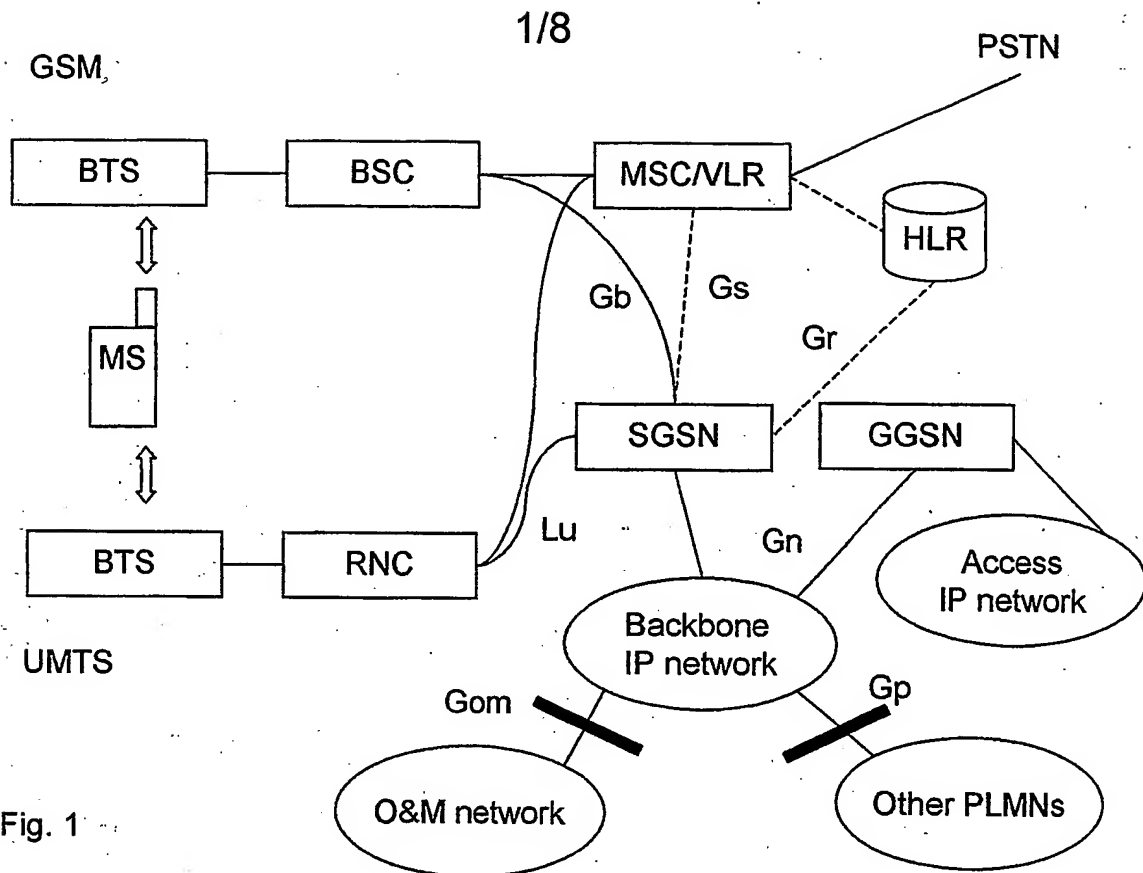 1/8
GSM
PSTN
BTS
BSC
MSC/VLR
HLR
Gb
Gs
Gr
MS
SGSN
GGSN
BTS
RNC
Lu
Gn
Access
IP network
Backbone
IP network
UMTS
Gom
Gp
O&M network
Other PLMNs
Fig. 1